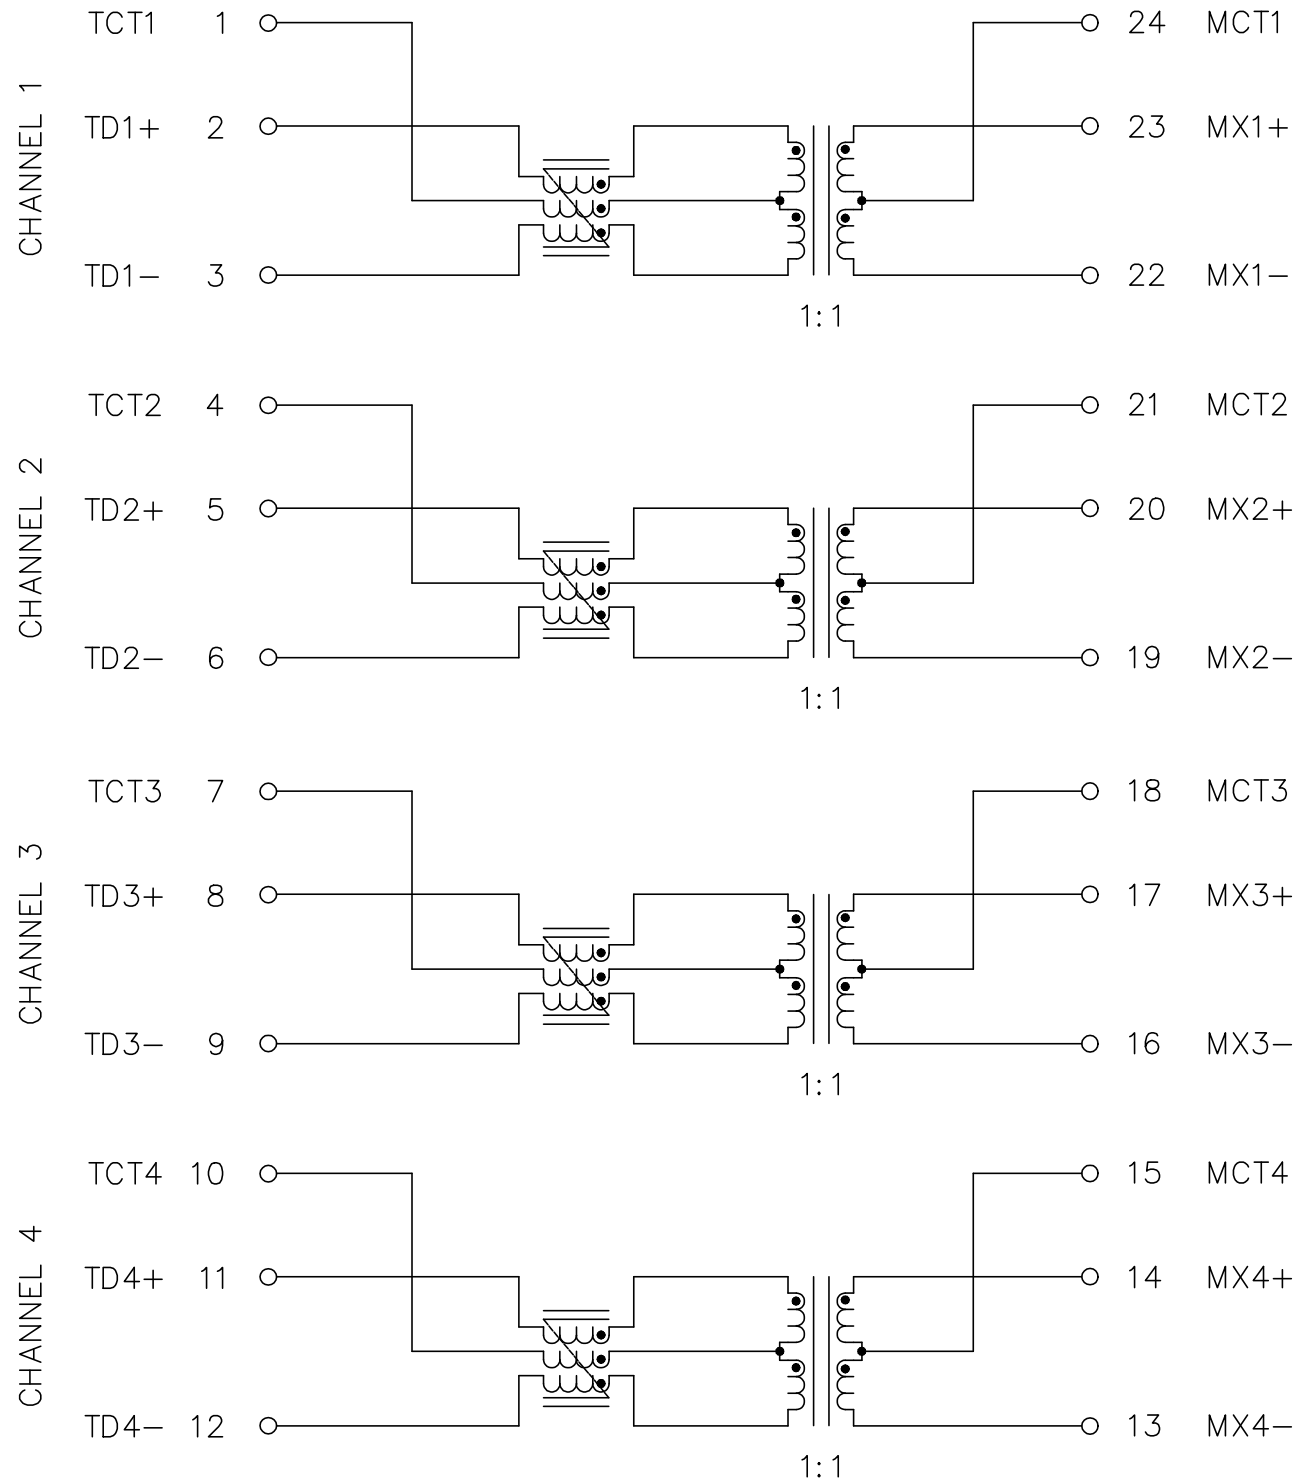 CHANNEL 1
TCT1 1 24 MCT1
TD1+ 2 23 MX1+
TD1− 3 22 MX1−
1:1
CHANNEL 2
TCT2 4 21 MCT2
TD2+ 5 20 MX2+
TD2− 6 19 MX2−
1:1
CHANNEL 3
TCT3 7 18 MCT3
TD3+ 8 17 MX3+
TD3− 9 16 MX3−
1:1
CHANNEL 4
TCT4 10 15 MCT4
TD4+ 11 14 MX4+
TD4− 12 13 MX4−
1:1